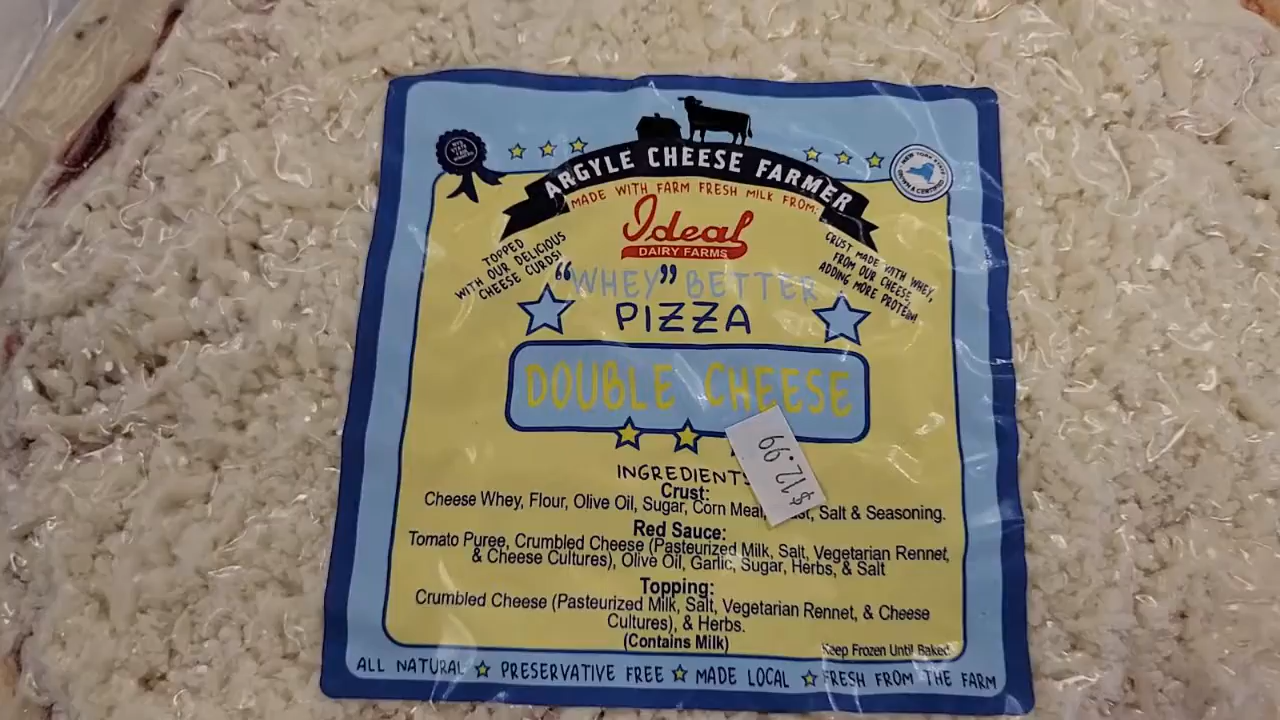 ARGYLE CHEESE FARMER
MADE WITH FARM FRESH MILK FROM:
Ideal
DAIRY FARMS
TOPPED
WITH OUR DELICIOUS
CHEESE CURDS!
CRUST MADE WITH WHEY,
FROM OUR CHEESE,
ADDING MORE PROTEIN!
"WHEY" BETTER
PIZZA
DOUBLE CHEESE
$12.99
INGREDIENTS
Crust:
Cheese Whey, Flour, Olive Oil, Sugar, Corn Meal, Salt & Seasoning.
Red Sauce:
Tomato Puree, Crumbled Cheese (Pasteurized Milk, Salt, Vegetarian Rennet,
& Cheese Cultures), Olive Oil, Garlic, Sugar, Herbs, & Salt
Topping:
Crumbled Cheese (Pasteurized Milk, Salt, Vegetarian Rennet, & Cheese
Cultures), & Herbs.
(Contains Milk)
Keep Frozen Until Baked.
ALL NATURAL PRESERVATIVE FREE MADE LOCAL FRESH FROM THE FARM